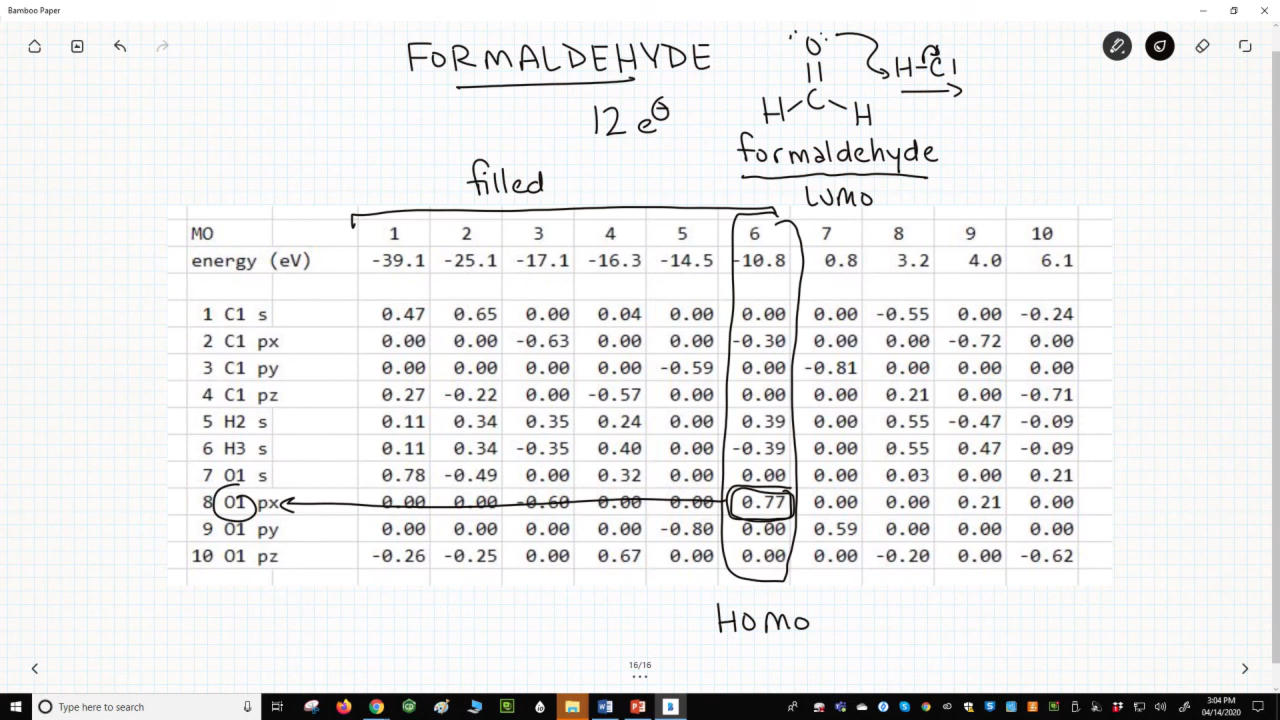 Bamboo Paper
FORMALDEHYDE
:O:
H-Cl
C
H
H
12 e⊖
formaldehyde
filled
LUMO
MO 1 2 3 4 5 6 7 8 9 10
energy (eV) -39.1 -25.1 -17.1 -16.3 -14.5 -10.8 0.8 3.2 4.0 6.1
1 C1 s 0.47 0.65 0.00 0.04 0.00 0.00 0.00 -0.55 0.00 -0.24
2 C1 px 0.00 0.00 -0.63 0.00 0.00 -0.30 0.00 0.00 -0.72 0.00
3 C1 py 0.00 0.00 0.00 0.00 -0.59 0.00 -0.81 0.00 0.00 0.00
4 C1 pz 0.27 -0.22 0.00 -0.57 0.00 0.00 0.00 0.21 0.00 -0.71
5 H2 s 0.11 0.34 0.35 0.24 0.00 0.39 0.00 0.55 -0.47 -0.09
6 H3 s 0.11 0.34 -0.35 0.40 0.00 -0.39 0.00 0.55 0.47 -0.09
7 O1 s 0.78 -0.49 0.00 0.32 0.00 0.00 0.00 0.03 0.00 0.21
8 O1 px 0.00 0.00 -0.60 0.00 0.00 0.77 0.00 0.00 0.21 0.00
9 O1 py 0.00 0.00 0.00 0.00 -0.80 0.00 0.59 0.00 0.00 0.00
10 O1 pz -0.26 -0.25 0.00 0.67 0.00 0.00 0.00 -0.20 0.00 -0.62
HOMO
16/16
Type here to search
3:04 PM
04/14/2020